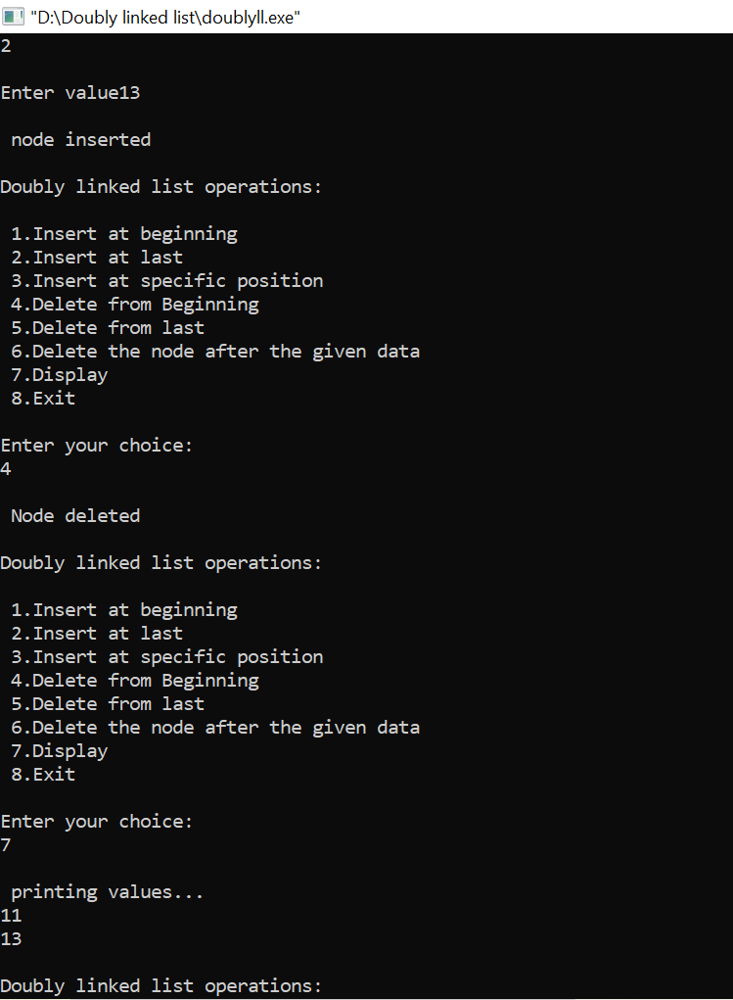 "D:\Doubly linked list\doublyll.exe"
2
Enter value13
node inserted
Doubly linked list operations:
1.Insert at beginning
2.Insert at last
3.Insert at specific position
4.Delete from Beginning
5.Delete from last
6.Delete the node after the given data
7.Display
8.Exit
Enter your choice:
4
Node deleted
Doubly linked list operations:
1.Insert at beginning
2.Insert at last
3.Insert at specific position
4.Delete from Beginning
5.Delete from last
6.Delete the node after the given data
7.Display
8.Exit
Enter your choice:
7
printing values...
11
13
Doubly linked list operations: